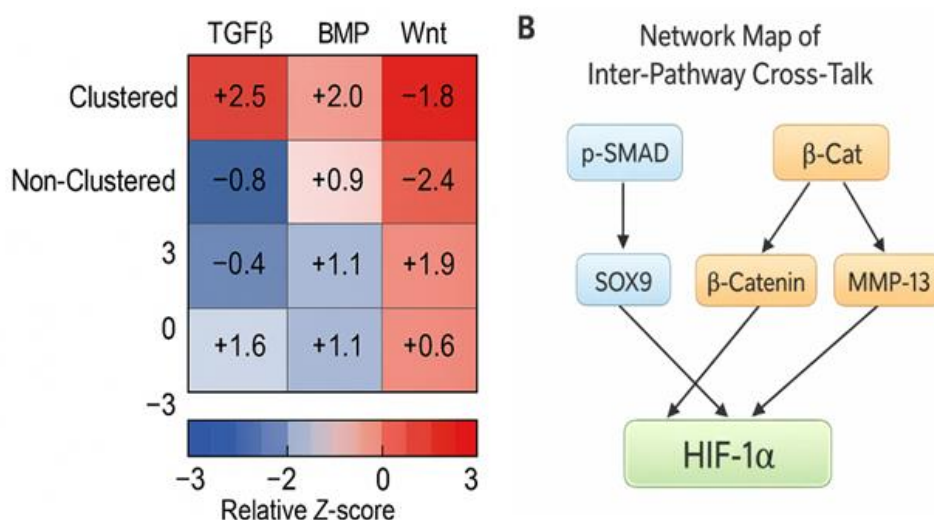 TGFβ BMP Wnt
Clustered +2.5 +2.0 −1.8
Non-Clustered −0.8 +0.9 −2.4
3 −0.4 +1.1 +1.9
0
+1.6 +1.1 +0.6
−3
−3 −2 0 3
Relative Z-score
B
Network Map of
Inter-Pathway Cross-Talk
p-SMAD β-Cat
SOX9 β-Catenin MMP-13
HIF-1α